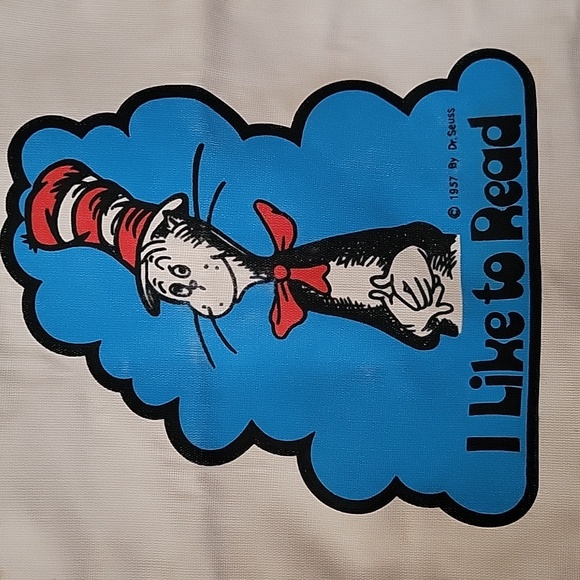 © 1957 By Dr. Seuss
I Like to Read